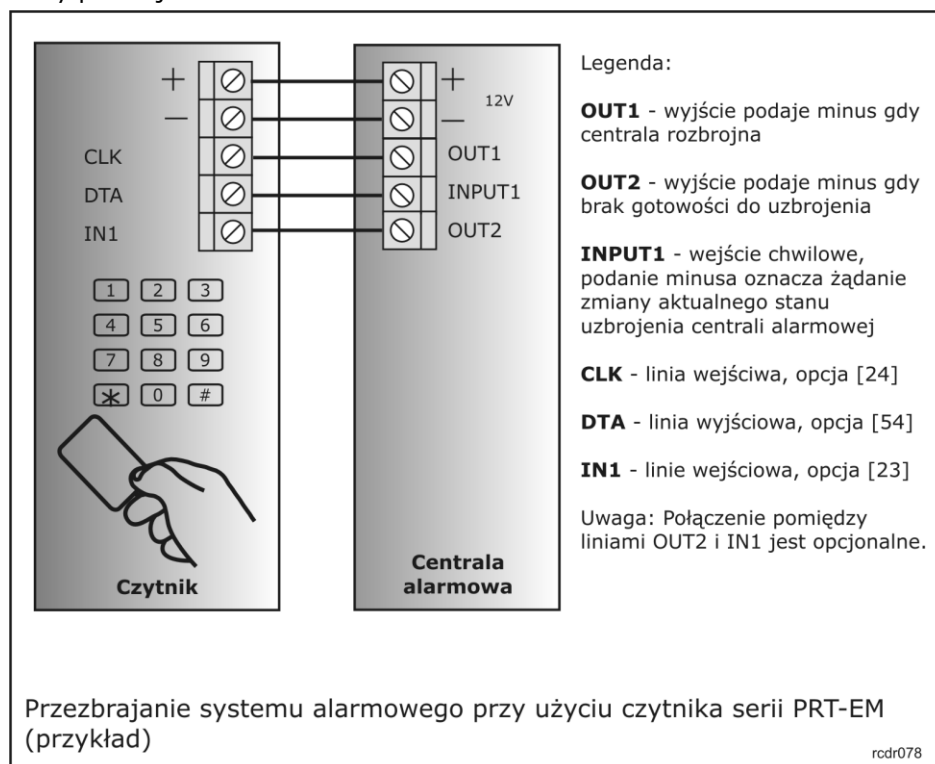 +
−
CLK
DTA
IN1
1 2 3
4 5 6
7 8 9
* 0 #
Czytnik
+
12V
−
OUT1
INPUT1
OUT2
Centrala
alarmowa
Legenda:
OUT1 - wyjście podaje minus gdy
centrala rozbrojna
OUT2 - wyjście podaje minus gdy
brak gotowości do uzbrojenia
INPUT1 - wejście chwilowe,
podanie minusa oznacza żądanie
zmiany aktualnego stanu
uzbrojenia centrali alarmowej
CLK - linia wejściwa, opcja [24]
DTA - linia wyjściowa, opcja [54]
IN1 - linie wejściowa, opcja [23]
Uwaga: Połączenie pomiędzy
liniami OUT2 i IN1 jest opcjonalne.
Przezbrajanie systemu alarmowego przy użyciu czytnika serii PRT-EM
(przykład)
rcdr078